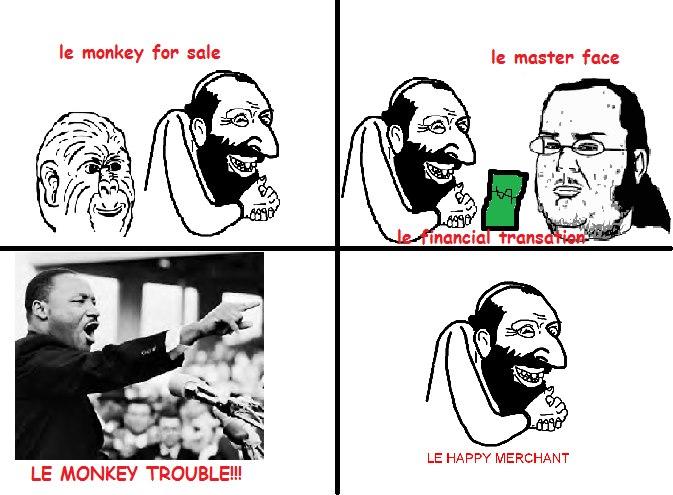 le monkey for sale
le master face
le financial transation
LE MONKEY TROUBLE!!!
LE HAPPY MERCHANT